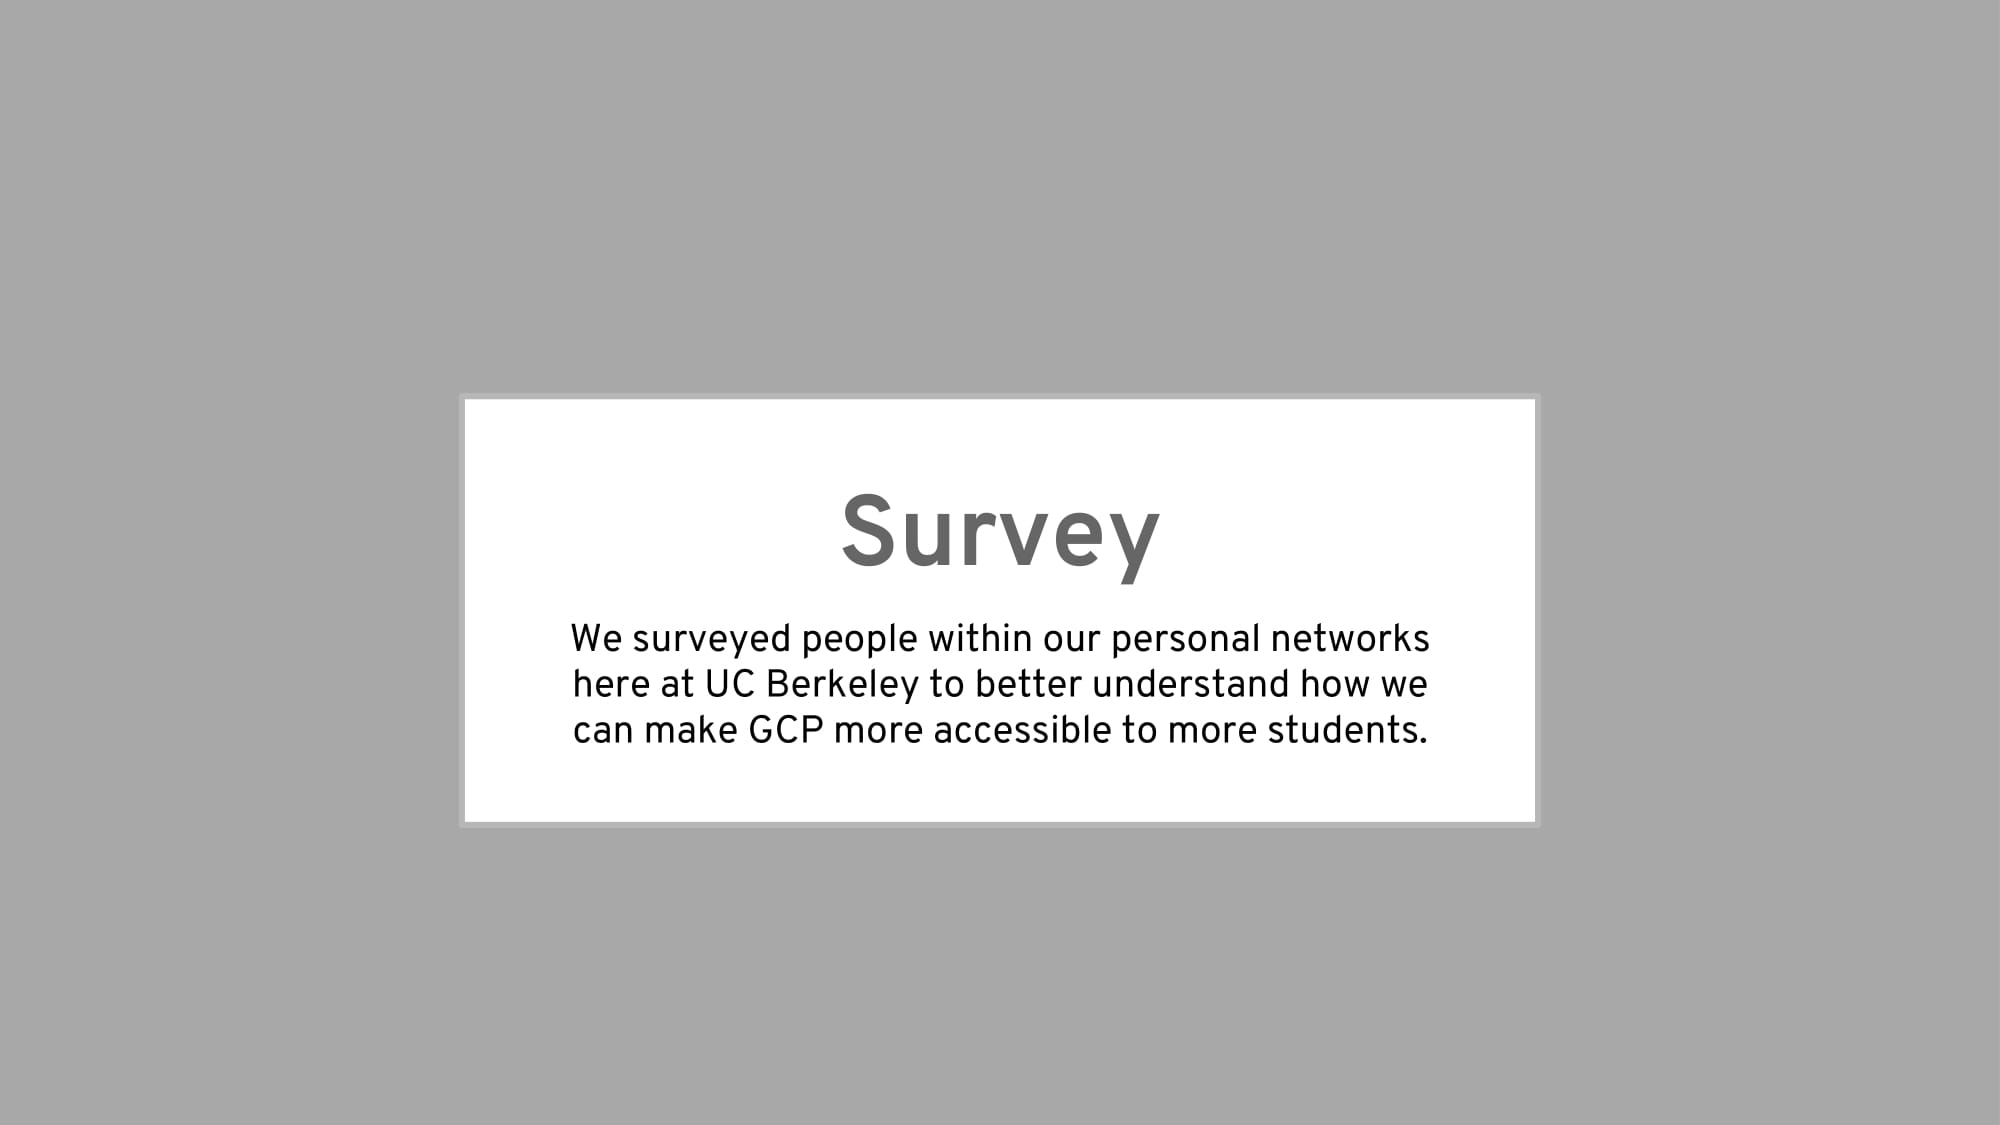 Survey
We surveyed people within our personal networks
here at UC Berkeley to better understand how we
can make GCP more accessible to more students.